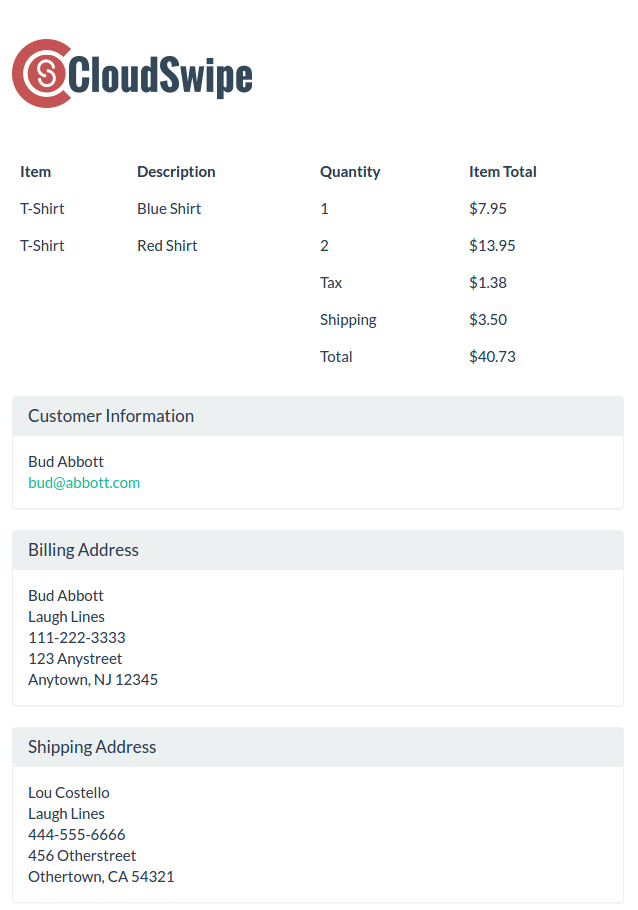 CloudSwipe
Item Description Quantity Item Total
T-Shirt Blue Shirt 1 $7.95
T-Shirt Red Shirt 2 $13.95
Tax $1.38
Shipping $3.50
Total $40.73
Customer Information
Bud Abbott
bud@abbott.com
Billing Address
Bud Abbott
Laugh Lines
111-222-3333
123 Anystreet
Anytown, NJ 12345
Shipping Address
Lou Costello
Laugh Lines
444-555-6666
456 Otherstreet
Othertown, CA 54321